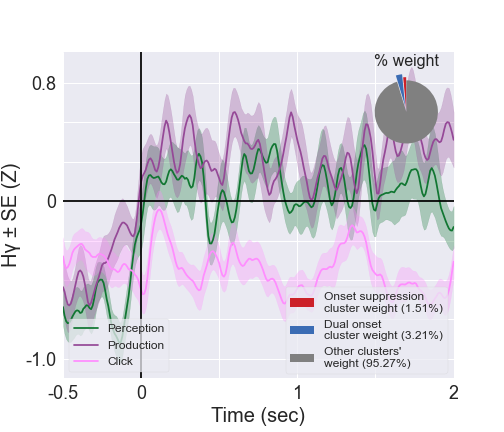 % weight
0.8
0
-1.0
Hγ ± SE (Z)
Perception
Production
Click
Onset suppression
cluster weight (1.51%)
Dual onset
cluster weight (3.21%)
Other clusters'
weight (95.27%)
-0.5
0
1
2
Time (sec)